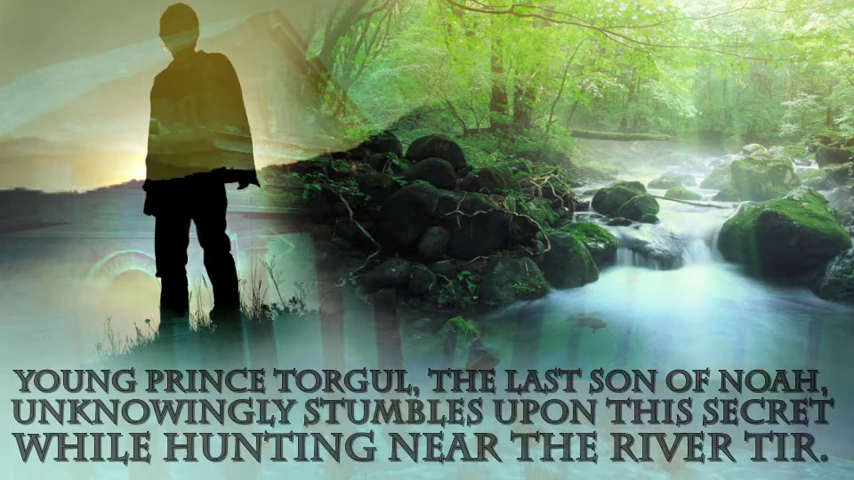 YOUNG PRINCE TORGUL, THE LAST SON OF NOAH,
UNKNOWINGLY STUMBLES UPON THIS SECRET
WHILE HUNTING NEAR THE RIVER TIR.